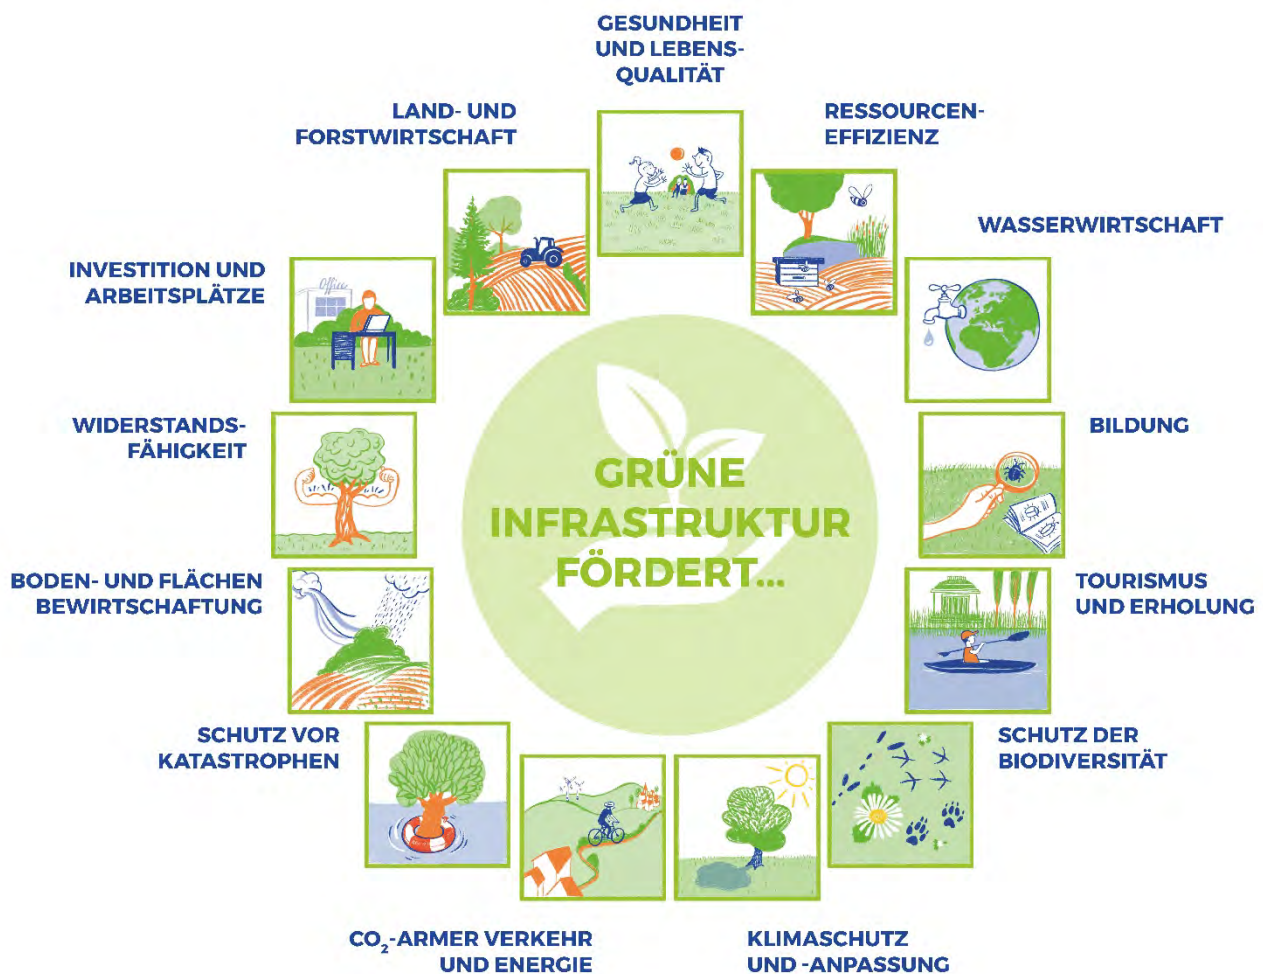 GESUNDHEIT
UND LEBENS-
QUALITÄT
RESSOURCEN-
EFFIZIENZ
WASSERWIRTSCHAFT
BILDUNG
TOURISMUS
UND ERHOLUNG
SCHUTZ DER
BIODIVERSITÄT
KLIMASCHUTZ
UND -ANPASSUNG
CO₂-ARMER VERKEHR
UND ENERGIE
SCHUTZ VOR
KATASTROPHEN
BODEN- UND FLÄCHEN
BEWIRTSCHAFTUNG
WIDERSTANDS-
FÄHIGKEIT
INVESTITION UND
ARBEITSPLÄTZE
Office
LAND- UND
FORSTWIRTSCHAFT
GRÜNE
INFRASTRUKTUR
FÖRDERT...